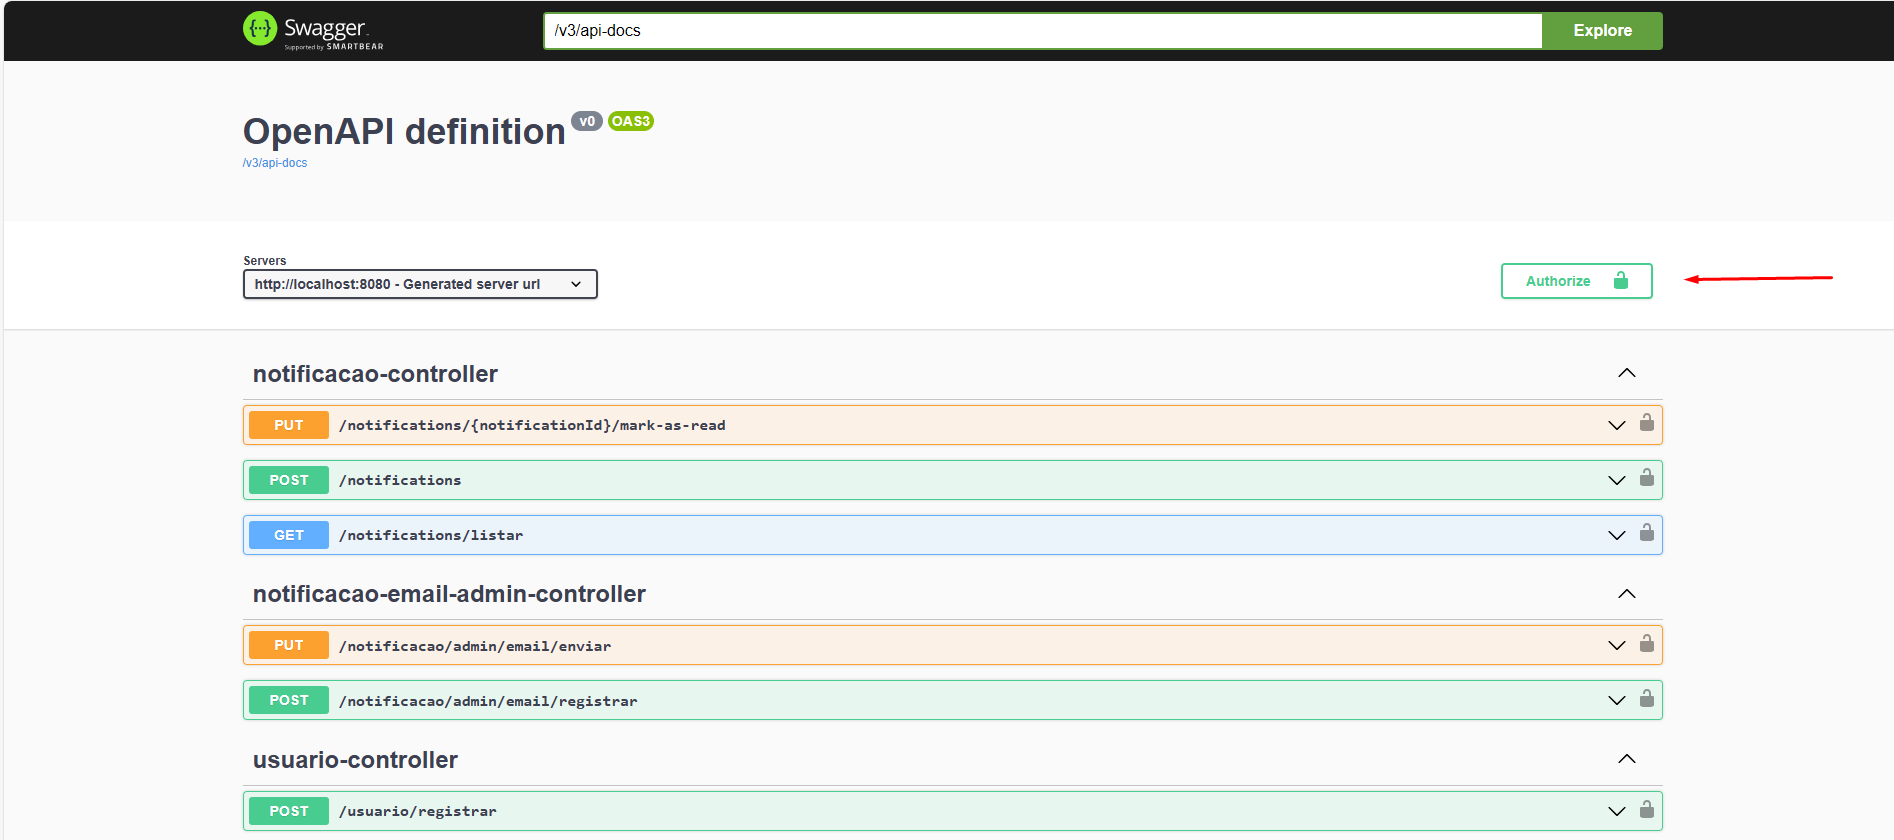 Swagger
Supported by SMARTBEAR
/v3/api-docs
Explore
OpenAPI definition
v0
OAS3
/v3/api-docs
Servers
http://localhost:8080 - Generated server url
Authorize
notificacao-controller
PUT /notifications/{notificationId}/mark-as-read
POST /notifications
GET /notifications/listar
notificacao-email-admin-controller
PUT /notificacao/admin/email/enviar
POST /notificacao/admin/email/registrar
usuario-controller
POST /usuario/registrar